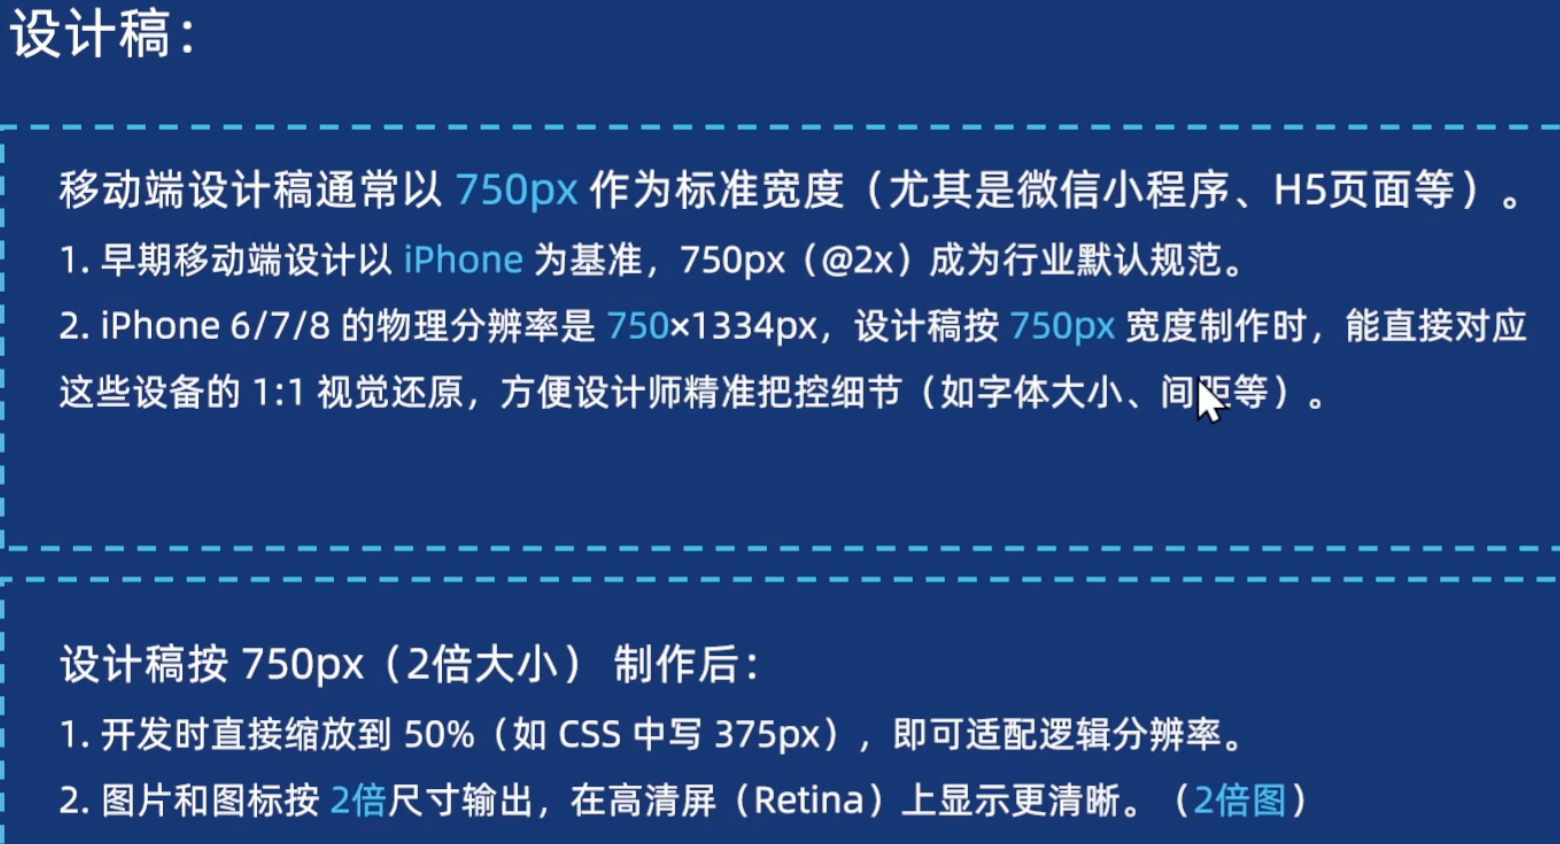 设计稿：
移动端设计稿通常以 750px 作为标准宽度（尤其是微信小程序、H5页面等）。
1. 早期移动端设计以 iPhone 为基准，750px（@2x）成为行业默认规范。
2. iPhone 6/7/8 的物理分辨率是 750×1334px，设计稿按 750px 宽度制作时，能直接对应
这些设备的 1:1 视觉还原，方便设计师精准把控细节（如字体大小、间距等）。
设计稿按 750px（2倍大小） 制作后：
1. 开发时直接缩放到 50%（如 CSS 中写 375px），即可适配逻辑分辨率。
2. 图片和图标按 2倍尺寸输出，在高清屏（Retina）上显示更清晰。（2倍图）